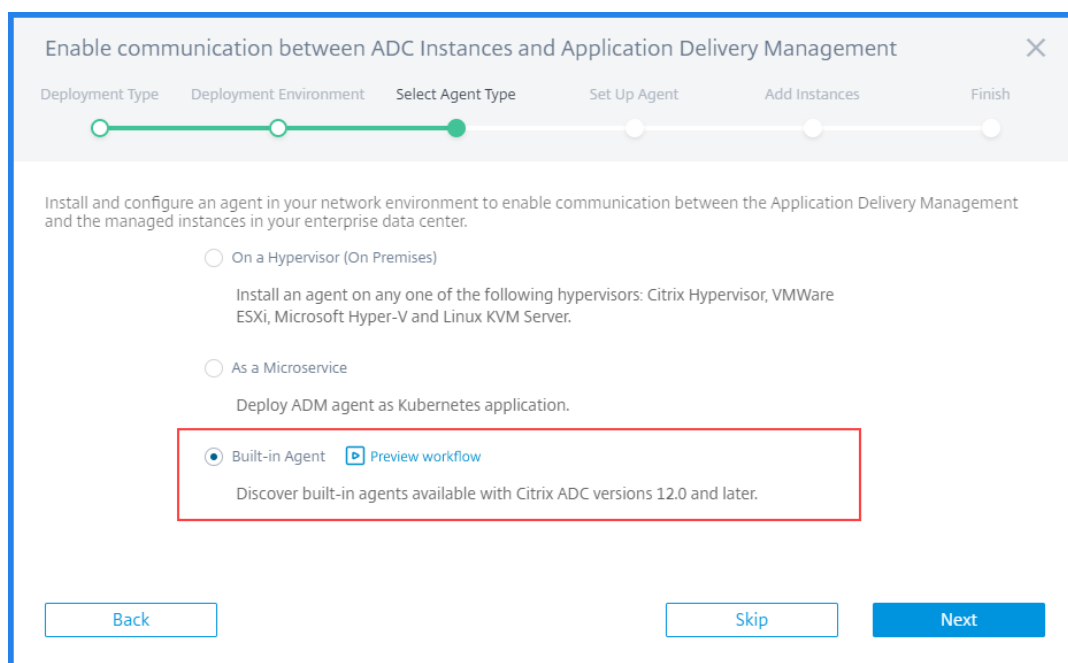 Enable communication between ADC Instances and Application Delivery Management
Deployment Type Deployment Environment Select Agent Type Set Up Agent Add Instances Finish
Install and configure an agent in your network environment to enable communication between the Application Delivery Management
and the managed instances in your enterprise data center.
On a Hypervisor (On Premises)
Install an agent on any one of the following hypervisors: Citrix Hypervisor, VMWare
ESXi, Microsoft Hyper-V and Linux KVM Server.
As a Microservice
Deploy ADM agent as Kubernetes application.
Built-in Agent Preview workflow
Discover built-in agents available with Citrix ADC versions 12.0 and later.
Back Skip Next